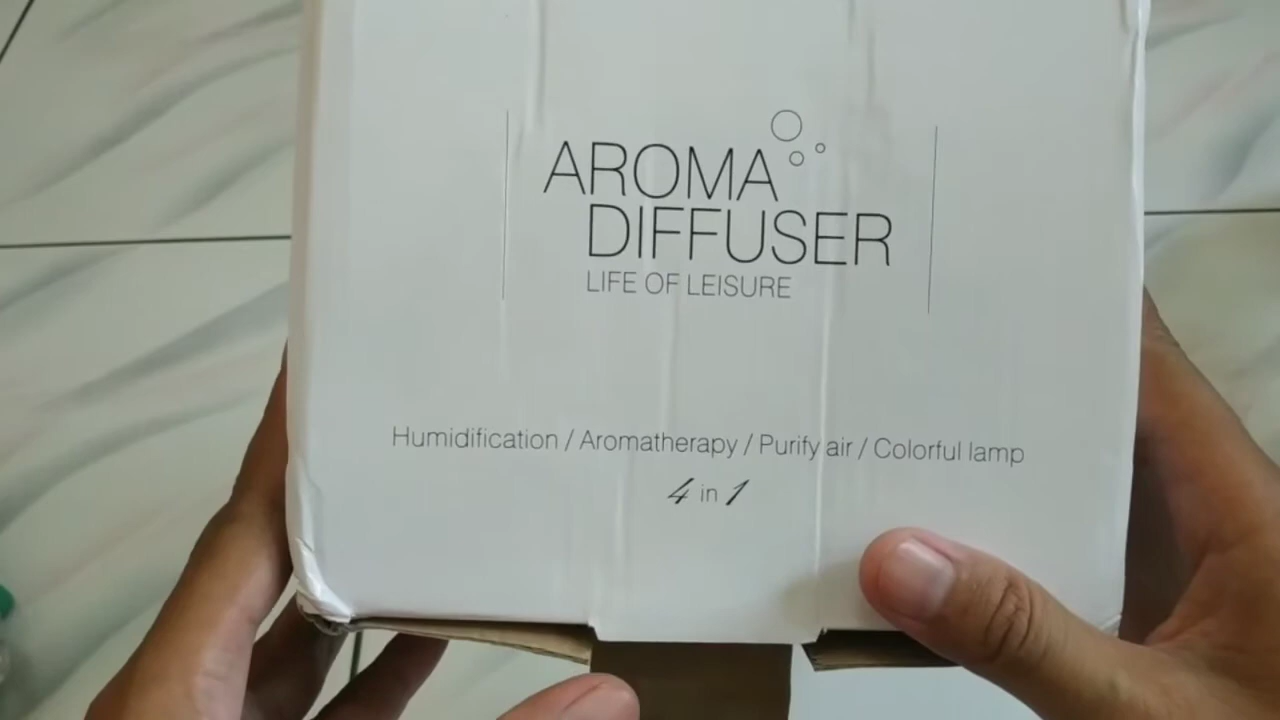 AROMA
DIFFUSER
LIFE OF LEISURE
Humidification / Aromatherapy / Purify air / Colorful lamp
4 in 1